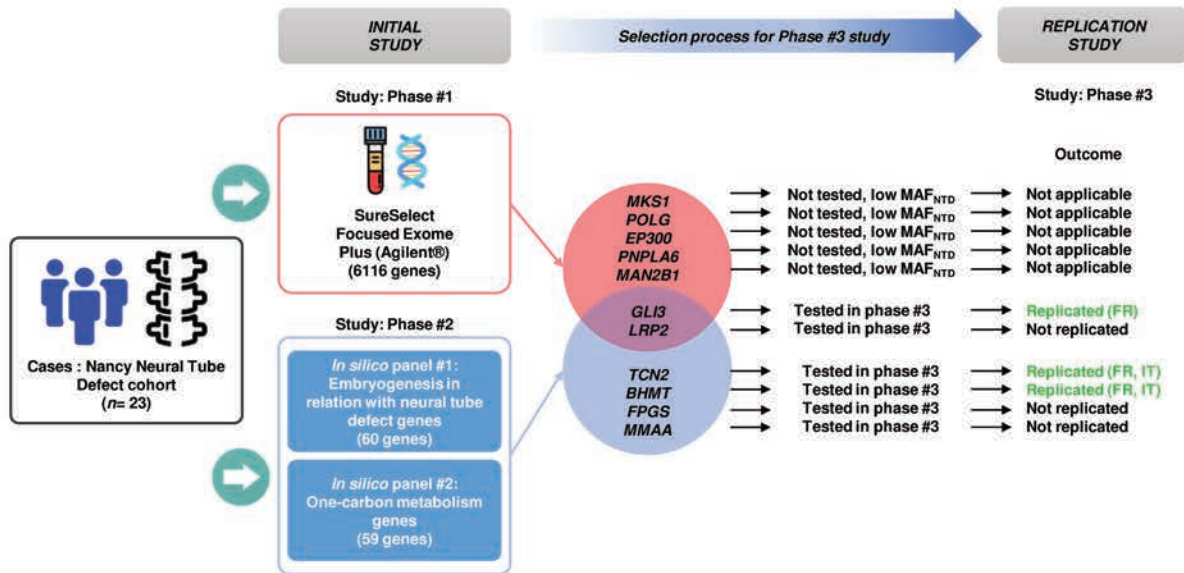 INITIAL
STUDY
Selection process for Phase #3 study
REPLICATION
STUDY
Study: Phase #1
Study: Phase #3
SureSelect
Focused Exome
Plus (Agilent®)
(6116 genes)
Cases : Nancy Neural Tube
Defect cohort
(n= 23)
Study: Phase #2
In silico panel #1:
Embryogenesis in
relation with neural tube
defect genes
(60 genes)
In silico panel #2:
One-carbon metabolism
genes
(59 genes)
Outcome
MKS1 Not tested, low MAFNTD Not applicable
POLG Not tested, low MAFNTD Not applicable
EP300 Not tested, low MAFNTD Not applicable
PNPLA6 Not tested, low MAFNTD Not applicable
MAN2B1 Not tested, low MAFNTD Not applicable
GLI3 Tested in phase #3 Replicated (FR)
LRP2 Tested in phase #3 Not replicated
TCN2 Tested in phase #3 Replicated (FR, IT)
BHMT Tested in phase #3 Replicated (FR, IT)
FPGS Tested in phase #3 Not replicated
MMAA Tested in phase #3 Not replicated